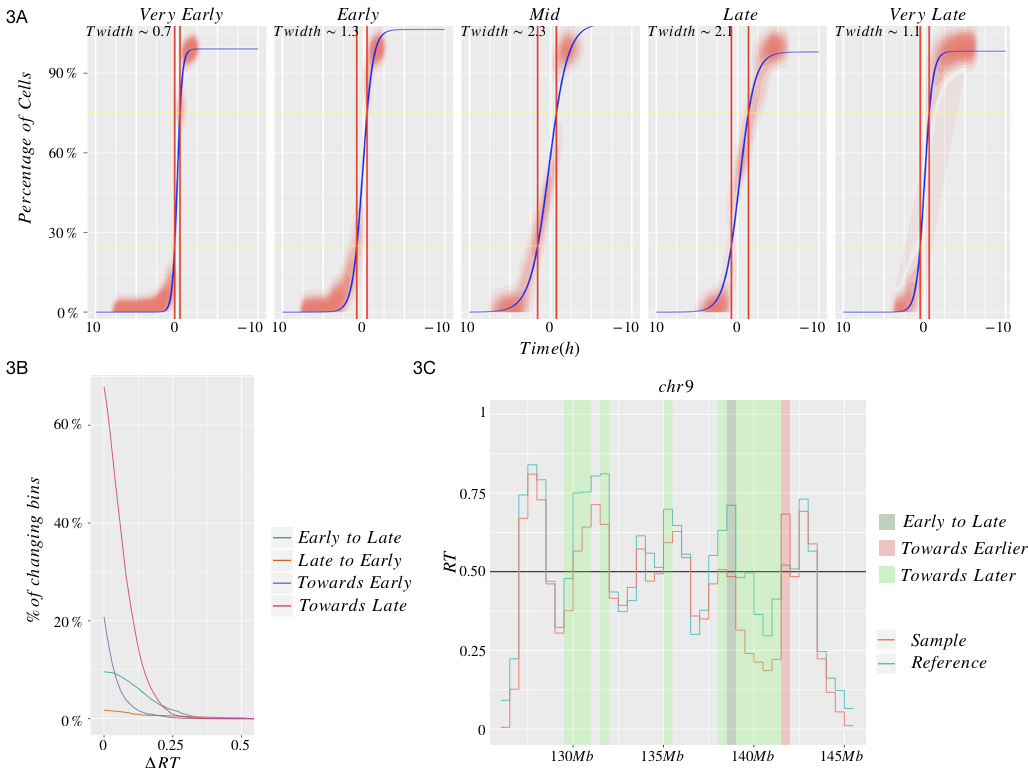 3A
Very Early
Early
Mid
Late
Very Late
Twidth ~ 0.7
Twidth ~ 1.3
Twidth ~ 2.3
Twidth ~ 2.1
Twidth ~ 1.1
Percentage of Cells
90%
60%
30%
0%
10 0 −10
10 0 −10
10 0 −10
10 0 −10
10 0 −10
Time(h)
3B
% of changing bins
60%
40%
20%
0%
0 0.25 0.5
ΔRT
Early to Late
Late to Early
Towards Early
Towards Late
3C
chr9
RT
1
0.75
0.50
0.25
0
130Mb 135Mb 140Mb 145Mb
Early to Late
Towards Earlier
Towards Later
Sample
Reference